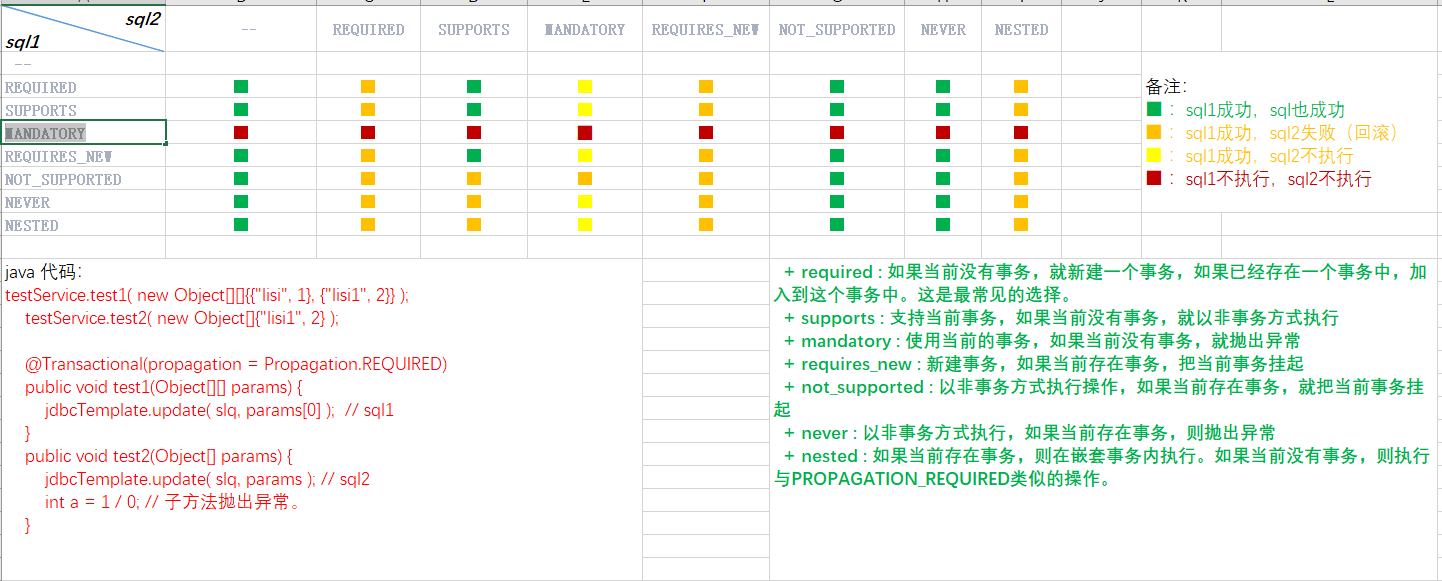 sql2
sql1
-- REQUIRED SUPPORTS MANDATORY REQUIRES_NEW NOT_SUPPORTED NEVER NESTED
--
REQUIRED
SUPPORTS
MANDATORY
REQUIRES_NEW
NOT_SUPPORTED
NEVER
NESTED
备注：
：sql1成功，sql也成功
：sql1成功，sql2失败（回滚）
：sql1成功，sql2不执行
：sql1不执行，sql2不执行
java 代码：
testService.test1( new Object[][]{{"lisi", 1}, {"lisi1", 2}} );
testService.test2( new Object[]{"lisi1", 2} );
@Transactional(propagation = Propagation.REQUIRED)
public void test1(Object[][] params) {
jdbcTemplate.update( slq, params[0] );  // sql1
}
public void test2(Object[] params) {
jdbcTemplate.update( slq, params ); // sql2
int a = 1 / 0; // 子方法抛出异常。
}
+ required : 如果当前没有事务，就新建一个事务，如果已经存在一个事务中，加
入到这个事务中。这是最常见的选择。
+ supports : 支持当前事务，如果当前没有事务，就以非事务方式执行
+ mandatory : 使用当前的事务，如果当前没有事务，就抛出异常
+ requires_new : 新建事务，如果当前存在事务，把当前事务挂起
+ not_supported : 以非事务方式执行操作，如果当前存在事务，就把当前事务挂
起
+ never : 以非事务方式执行，如果当前存在事务，则抛出异常
+ nested : 如果当前存在事务，则在嵌套事务内执行。如果当前没有事务，则执行
与PROPAGATION_REQUIRED类似的操作。